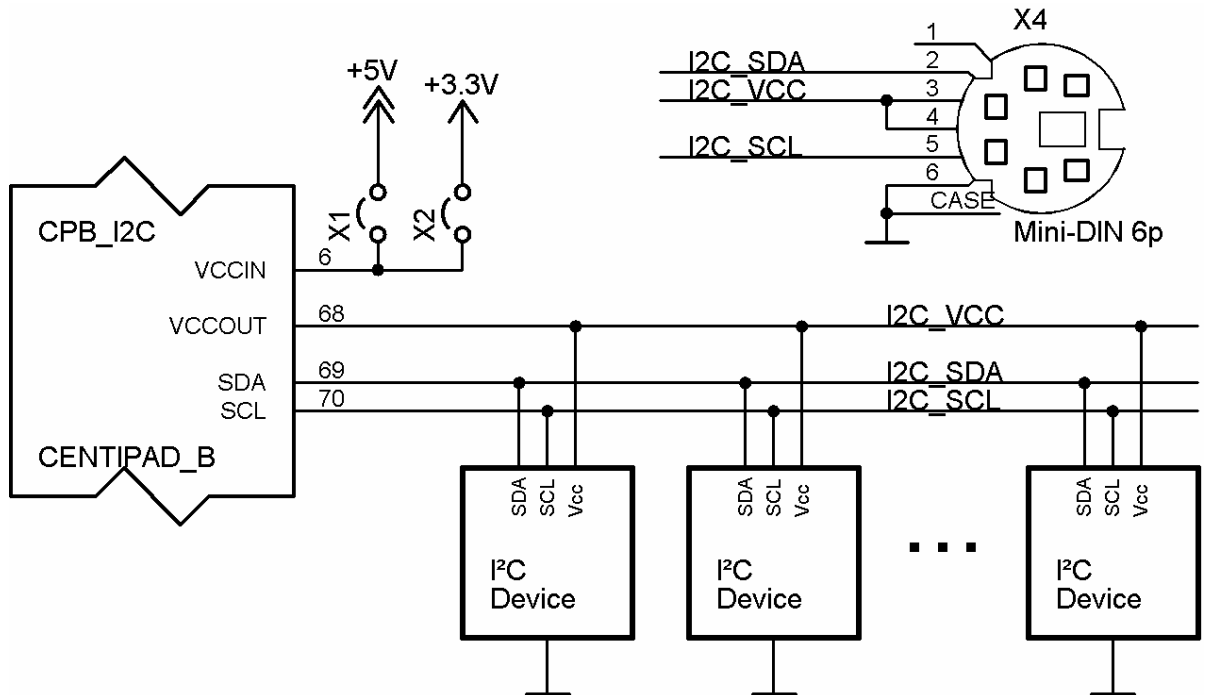 X4
1
I2C_SDA 2
+5V
+3.3V
I2C_VCC 3
4
I2C_SCL 5
6
CASE
Mini-DIN 6p
X1
X2
CPB_I2C
VCCIN 6
VCCOUT 68
I2C_VCC
SDA 69
I2C_SDA
SCL 70
I2C_SCL
CENTIPAD_B
SDA SCL Vcc
SDA SCL Vcc
SDA SCL Vcc
...
I²C
Device
I²C
Device
I²C
Device